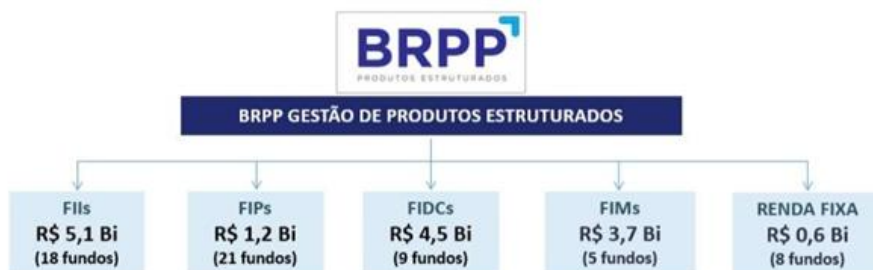 BRPP
PRODUTOS ESTRUTURADOS
BRPP GESTÃO DE PRODUTOS ESTRUTURADOS
FIIs
R$ 5,1 Bi
(18 fundos)
FIPs
R$ 1,2 Bi
(21 fundos)
FIDCs
R$ 4,5 Bi
(9 fundos)
FIMs
R$ 3,7 Bi
(5 fundos)
RENDA FIXA
R$ 0,6 Bi
(8 fundos)